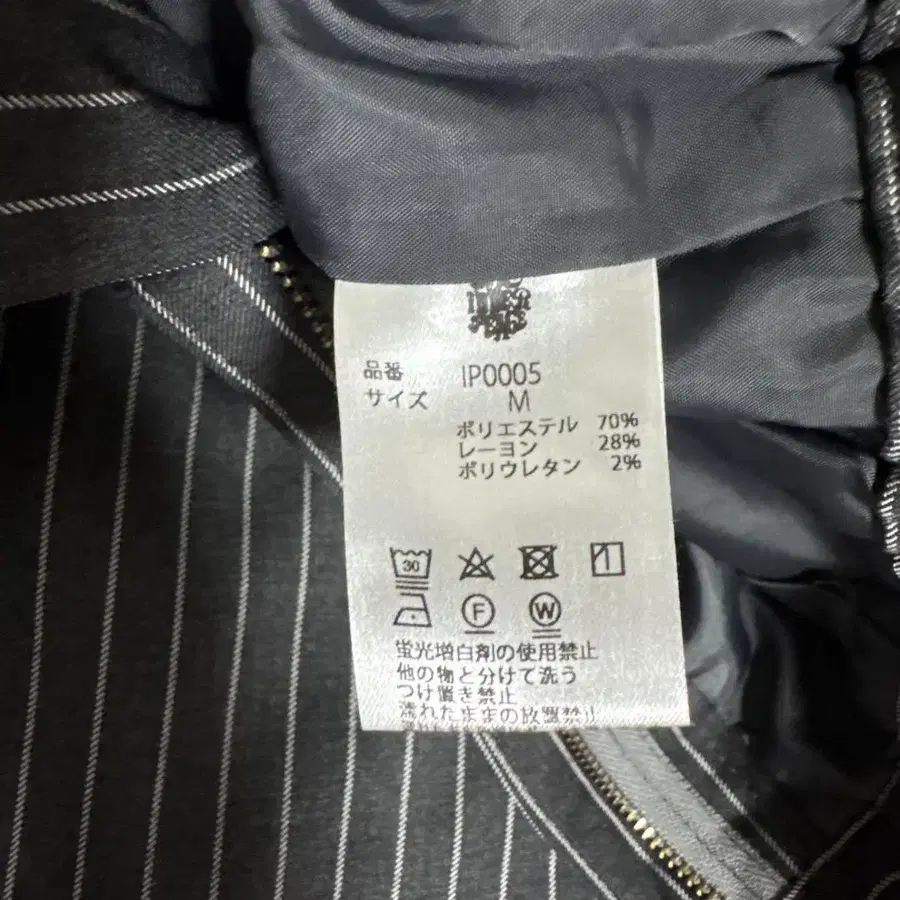 品番 IP0005
サイズ M
ポリエステル 70%
レーヨン 28%
ポリウレタン 2%
30
F W
蛍光増白剤の使用禁止
他の物と分けて洗う
つけ置き禁止
濡れたままの放置禁止